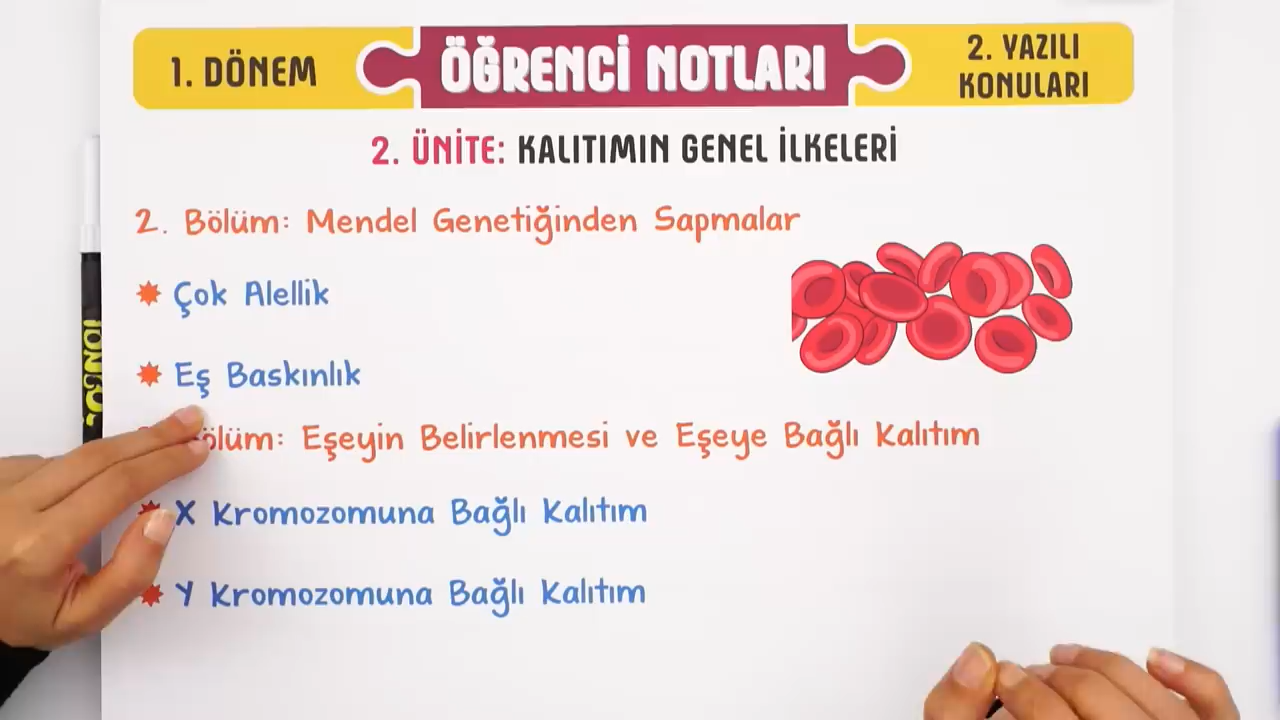 1. DÖNEM
ÖĞRENCİ NOTLARI
2. YAZILI
KONULARI
2. ÜNİTE: KALITIMIN GENEL İLKELERİ
2. Bölüm: Mendel Genetiğinden Sapmalar
Çok Alellik
Eş Baskınlık
Eşeyin Belirlenmesi ve Eşeye Bağlı Kalıtım
X Kromozomuna Bağlı Kalıtım
Y Kromozomuna Bağlı Kalıtım